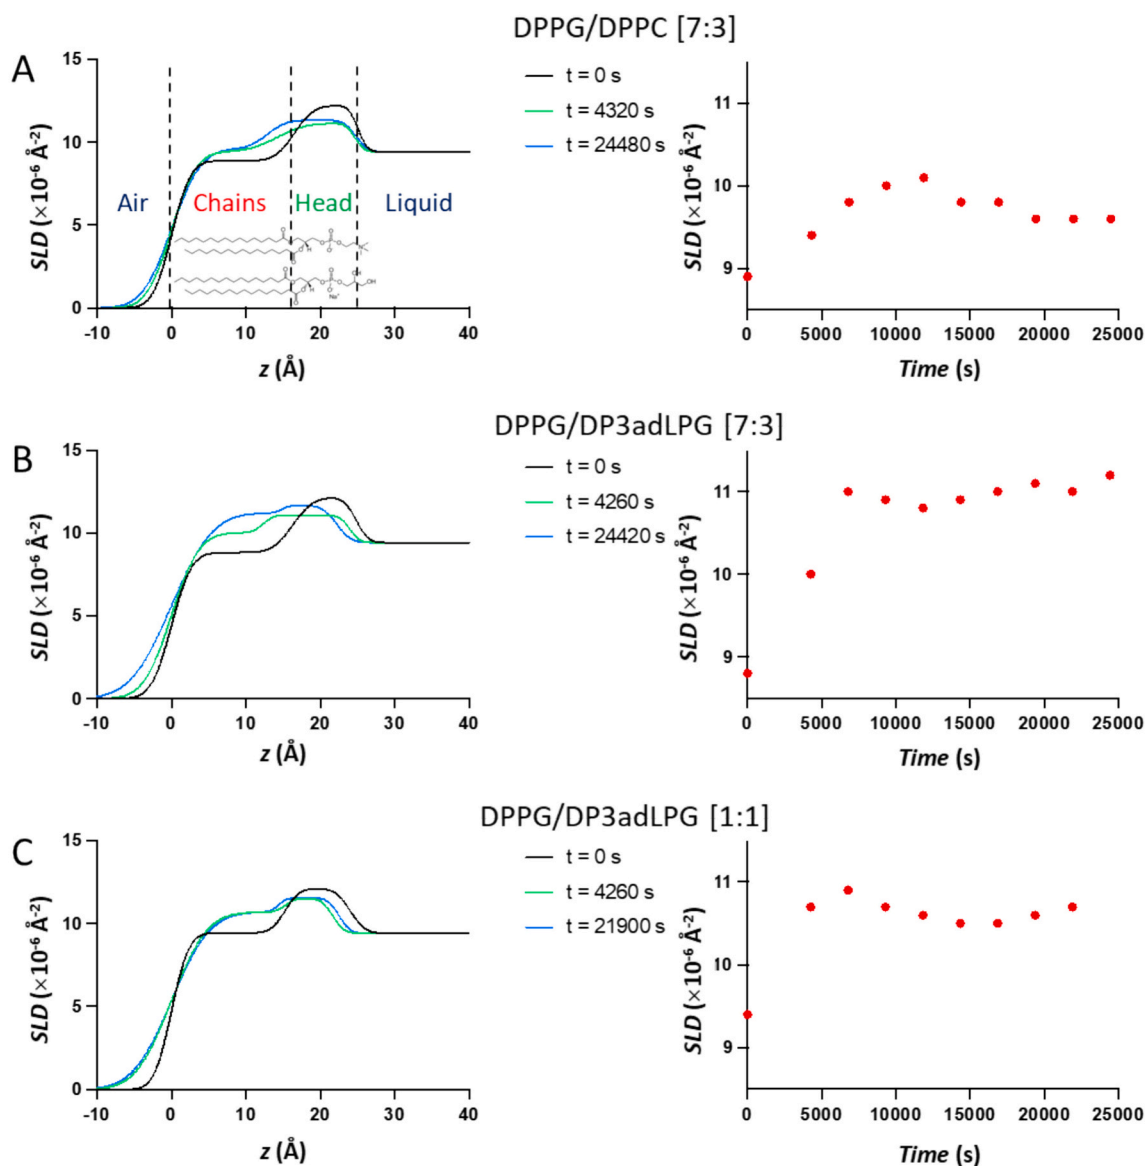 DPPG/DPPC [7:3]
A
SLD (×10⁻⁶ Å⁻²)
15
10
5
0
-10 0 10 20 30 40
z (Å)
Air Chains Head Liquid
t = 0 s
t = 4320 s
t = 24480 s
SLD (×10⁻⁶ Å⁻²)
11
10
9
0 5000 10000 15000 20000 25000
Time (s)
DPPG/DP3adLPG [7:3]
B
SLD (×10⁻⁶ Å⁻²)
15
10
5
0
-10 0 10 20 30 40
z (Å)
t = 0 s
t = 4260 s
t = 24420 s
SLD (×10⁻⁶ Å⁻²)
11
10
9
0 5000 10000 15000 20000 25000
Time (s)
DPPG/DP3adLPG [1:1]
C
SLD (×10⁻⁶ Å⁻²)
15
10
5
0
-10 0 10 20 30 40
z (Å)
t = 0 s
t = 4260 s
t = 21900 s
SLD (×10⁻⁶ Å⁻²)
11
10
9
0 5000 10000 15000 20000 25000
Time (s)